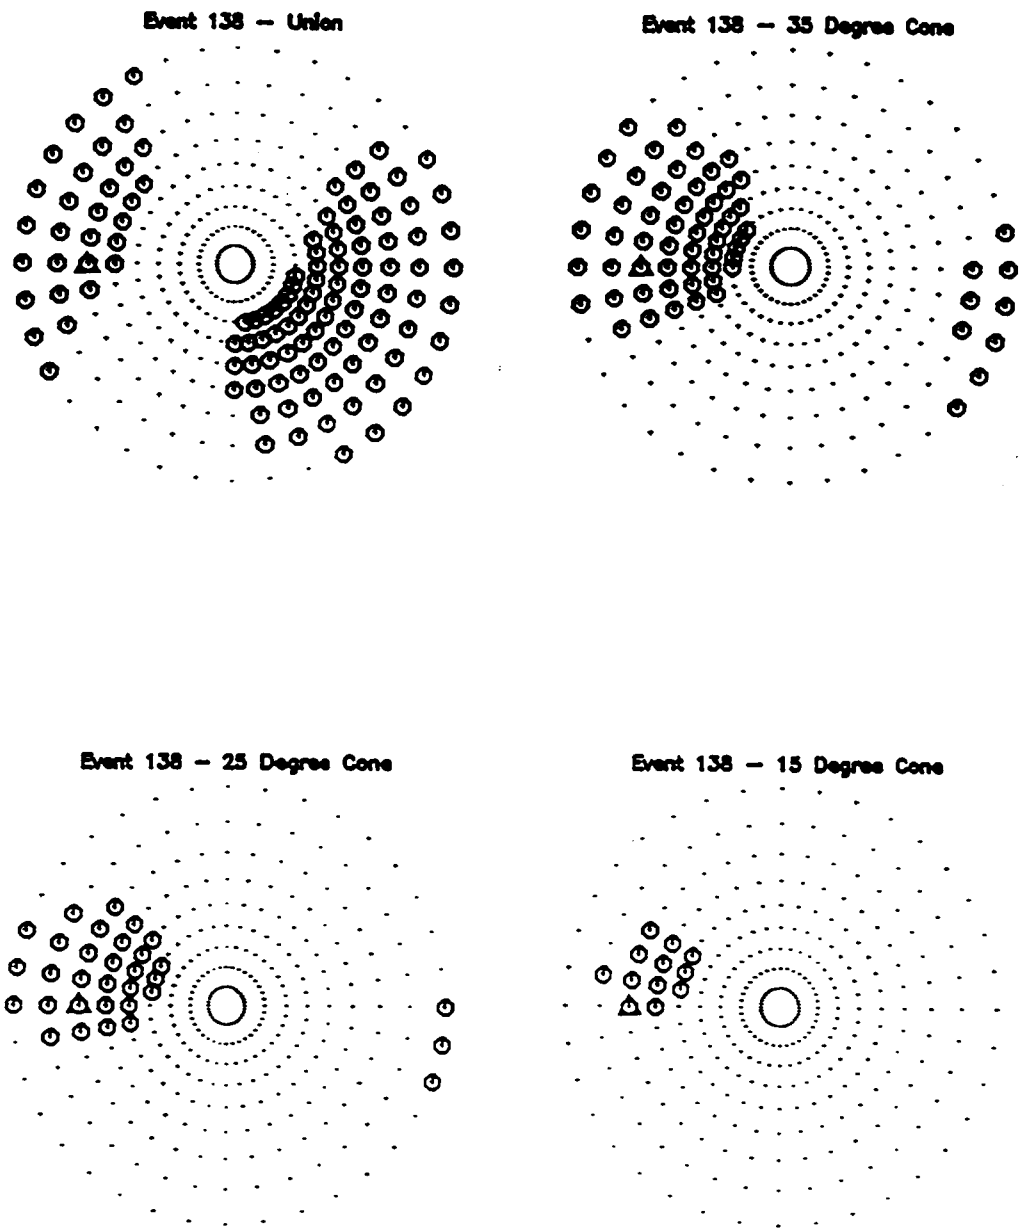 Event 138 - Union
Event 138 - 35 Degree Cone
Event 138 - 25 Degree Cone
Event 138 - 15 Degree Cone